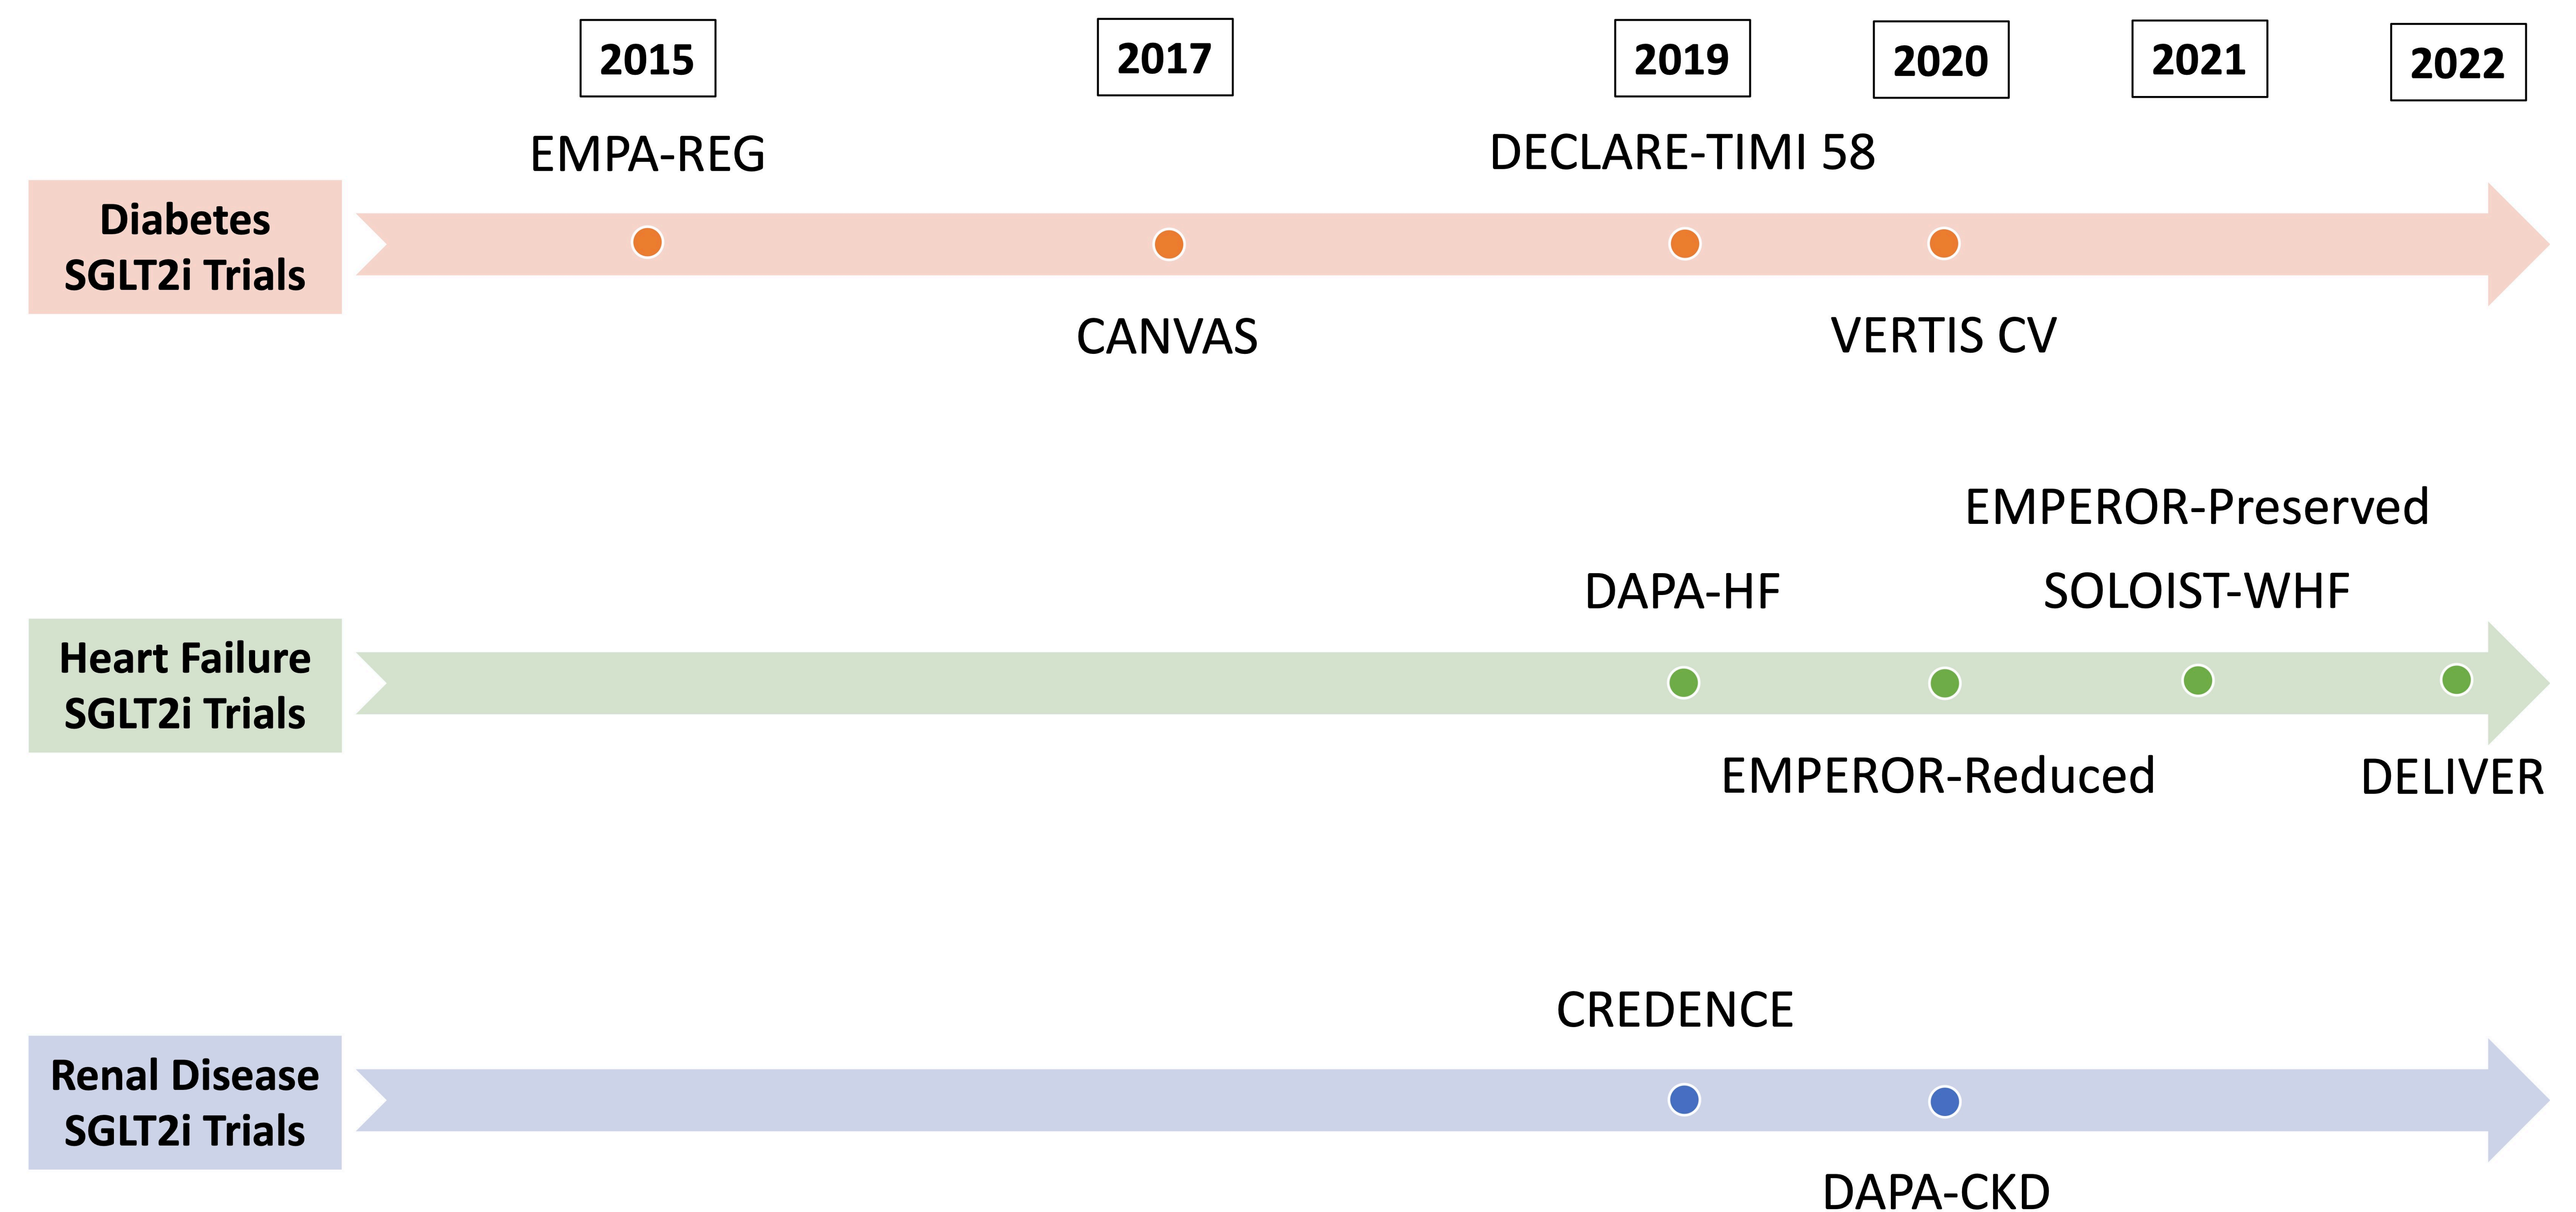 2015
2017
2019
2020
2021
2022
EMPA-REG
DECLARE-TIMI 58
Diabetes
SGLT2i Trials
CANVAS
VERTIS CV
EMPEROR-Preserved
DAPA-HF
SOLOIST-WHF
Heart Failure
SGLT2i Trials
EMPEROR-Reduced
DELIVER
CREDENCE
Renal Disease
SGLT2i Trials
DAPA-CKD